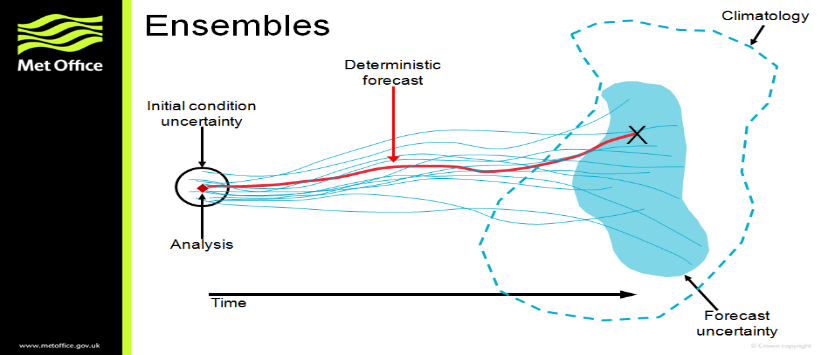 Met Office
Ensembles
Climatology
Deterministic
forecast
Initial condition
uncertainty
Analysis
Time
Forecast
uncertainty
www.metoffice.gov.uk
© Crown copyright